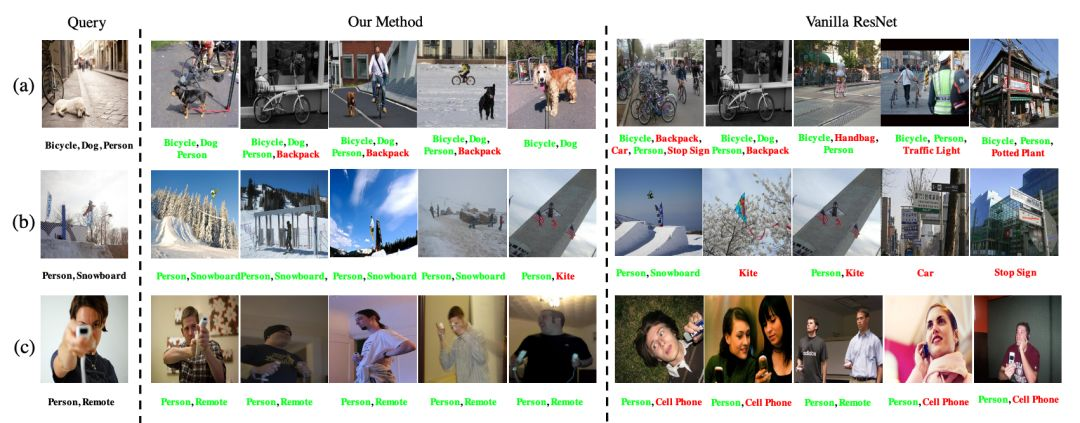 Query
Our Method
Vanilla ResNet
(a)
Bicycle, Dog, Person
Bicycle, Dog
Person
Bicycle, Dog,
Person, Backpack
Bicycle, Dog,
Person, Backpack
Bicycle, Dog,
Person, Backpack
Bicycle, Dog
Bicycle, Backpack,
Car, Person, Stop Sign
Bicycle, Dog,
Person, Backpack
Bicycle, Handbag,
Person
Bicycle, Person,
Traffic Light
Bicycle, Person,
Potted Plant
(b)
Person, Snowboard
Person, Snowboard
Person, Snowboard,
Person, Snowboard
Person, Snowboard
Person, Kite
Person, Snowboard
Kite
Person, Kite
Car
Stop Sign
(c)
Person, Remote
Person, Remote
Person, Remote
Person, Remote
Person, Remote
Person, Remote
Person, Cell Phone
Person, Cell Phone
Person, Remote
Person, Cell Phone
Person, Cell Phone